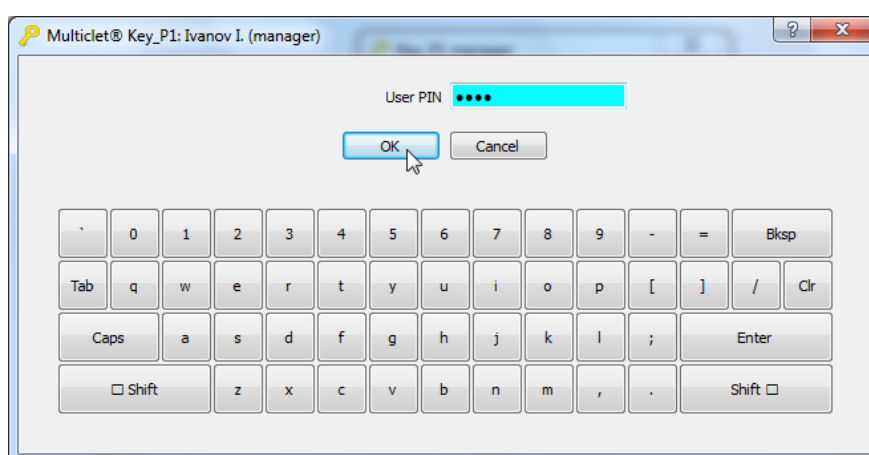 Multiclet® Key_P1: Ivanov I. (manager)
User PIN ••••
OK Cancel
` 0 1 2 3 4 5 6 7 8 9 - = Bksp
Tab q w e r t y u i o p [ ] / Clr
Caps a s d f g h j k l ; Enter
□ Shift z x c v b n m , . Shift □